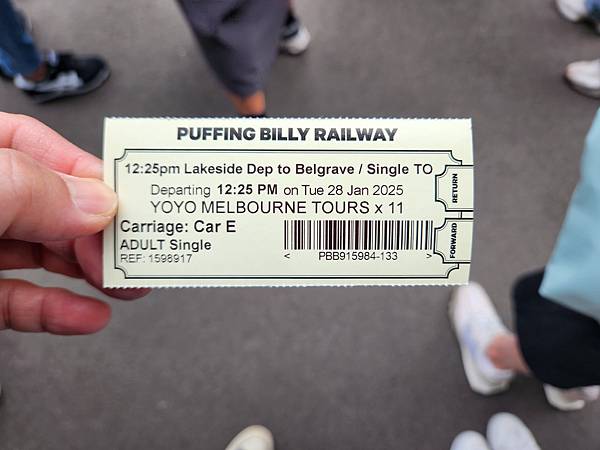 PUFFING BILLY RAILWAY
12:25pm Lakeside Dep to Belgrave / Single TO
Departing 12:25 PM on Tue 28 Jan 2025
YOYO MELBOURNE TOURS x 11
Carriage: Car E
ADULT Single
REF: 1598917
< PBB915984-133 >
RETURN
FORWARD